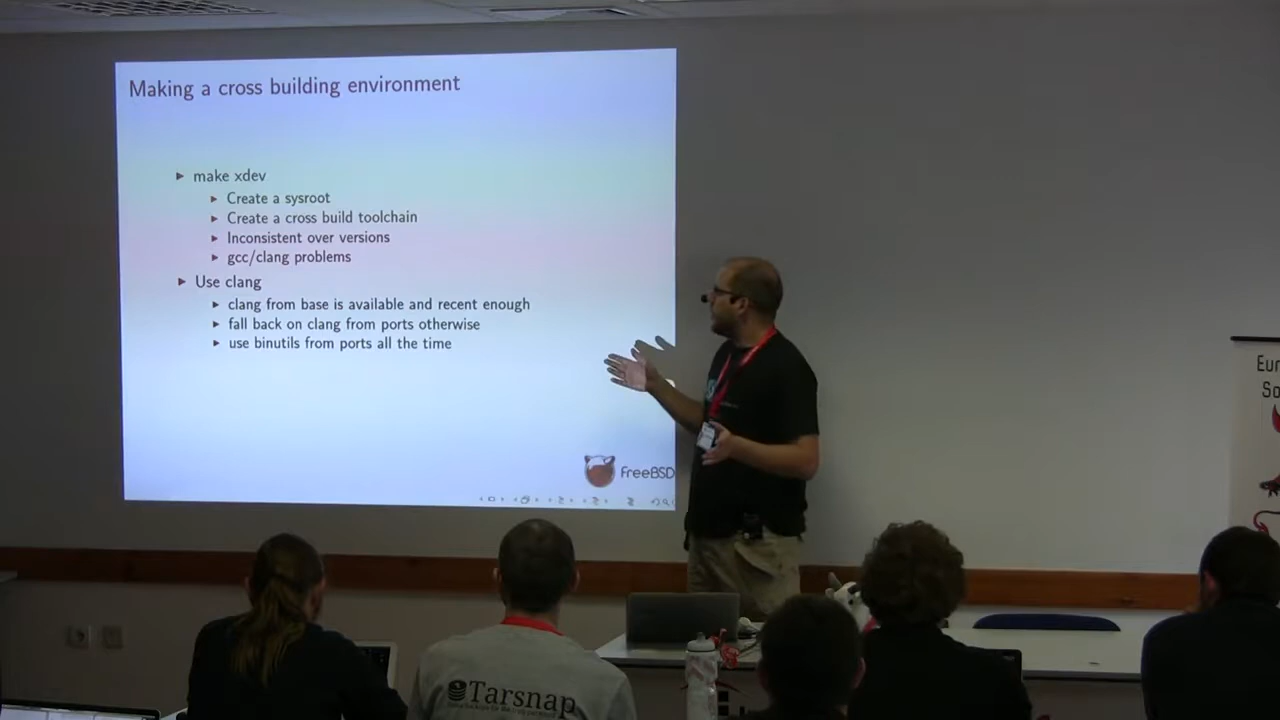 Making a cross building environment
make xdev
Create a sysroot
Create a cross build toolchain
Inconsistent over versions
gcc/clang problems
Use clang
clang from base is available and recent enough
fall back on clang from ports otherwise
use binutils from ports all the time
FreeBSD
Eur
So
Tarsnap